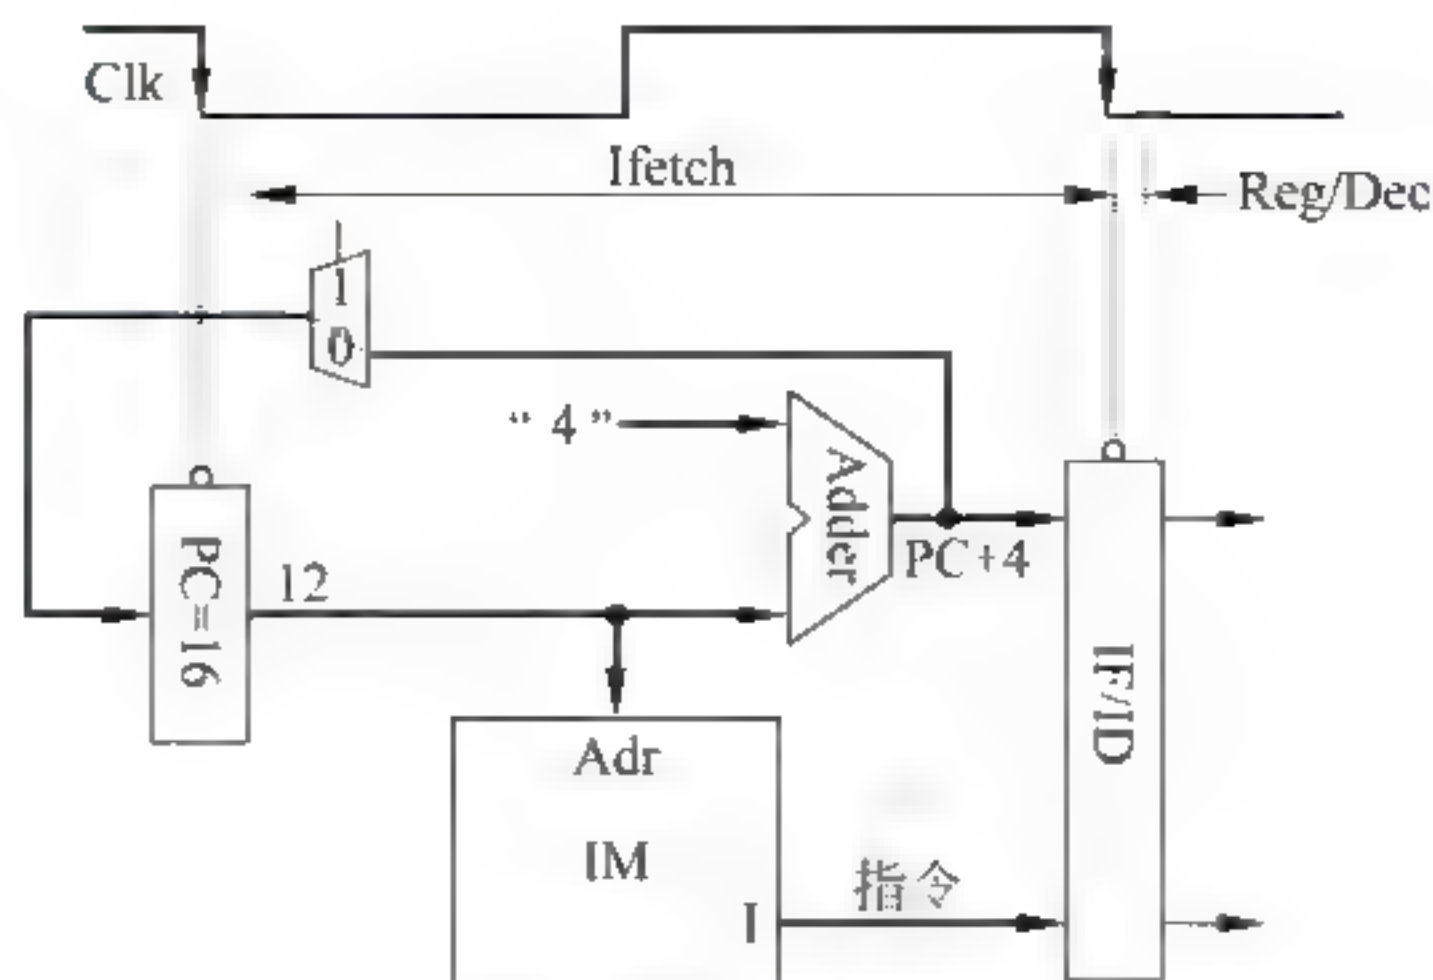 Clk
Ifetch
Reg/Dec
1
0
“ 4 ”
Adder
PC+4
PC=16
12
IF/ID
Adr
IM
指令
I